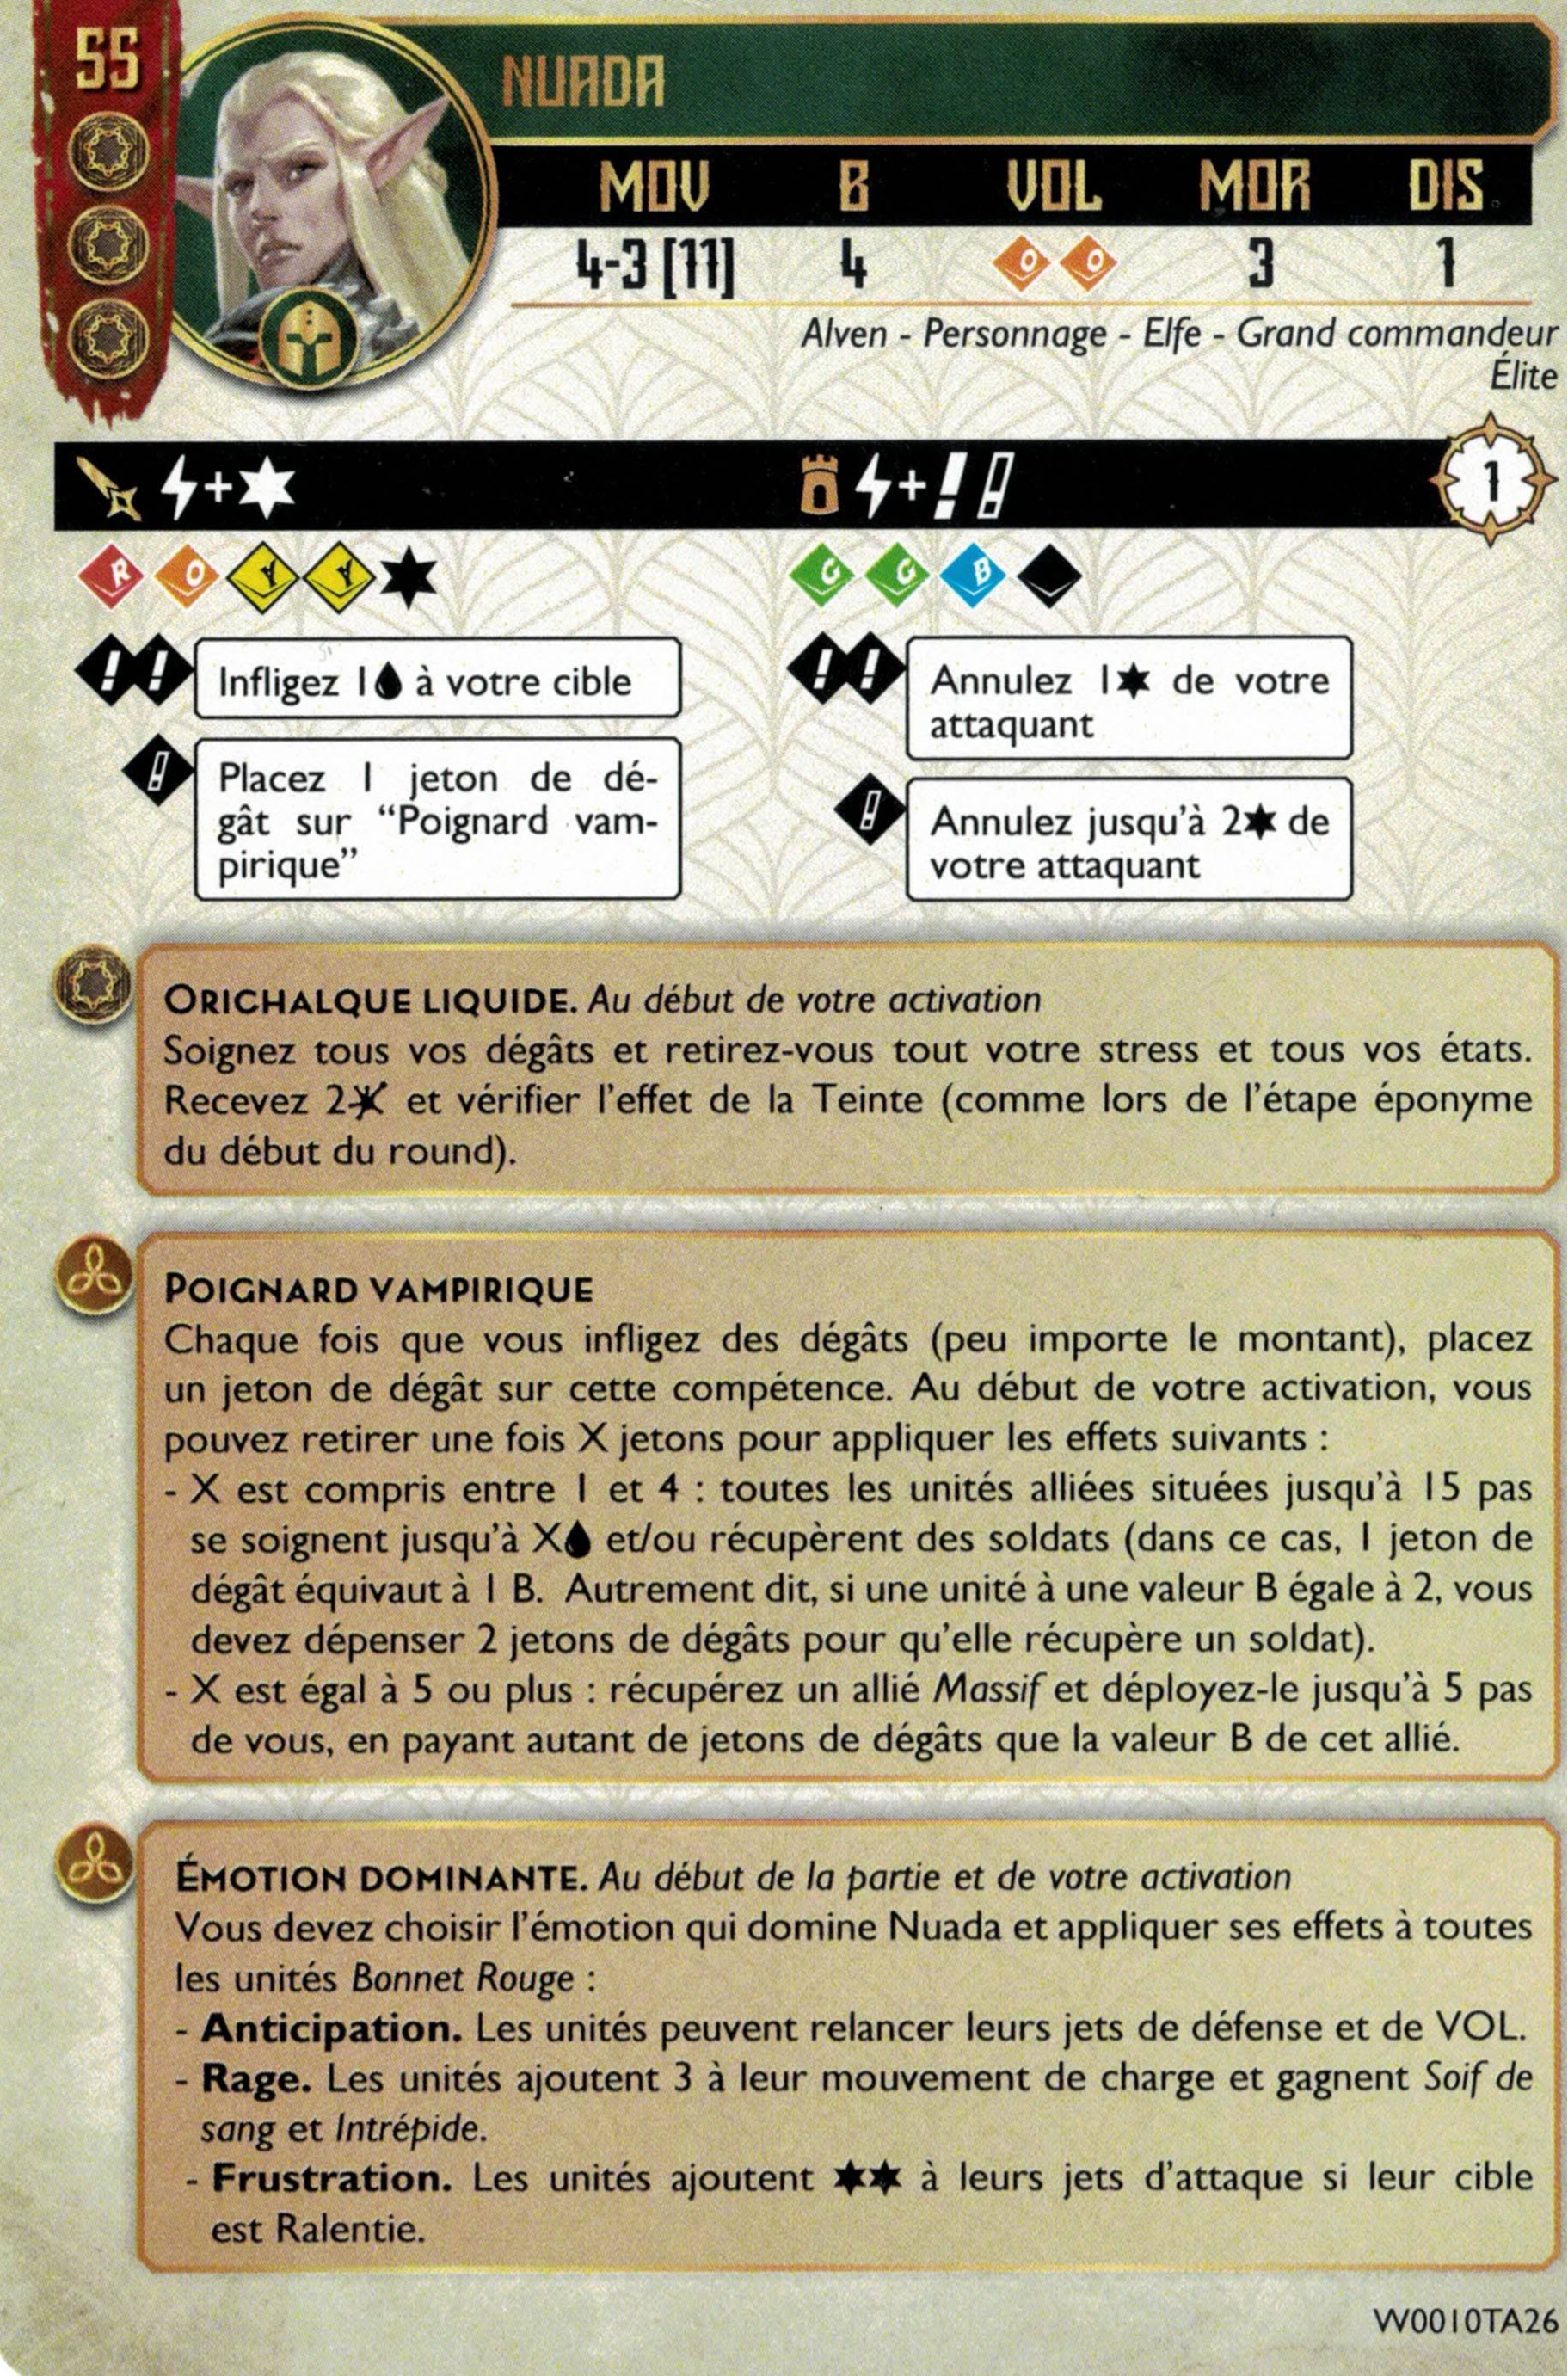 55
NUADA
MOV B VOL MOR DIS
4-3 [11] 4 O O 3 1
Alven - Personnage - Elfe - Grand commandeur
Élite
+ +! ! 1
R O Y Y G G B
! ! Infligez 1 à votre cible
! Placez 1 jeton de dé-
gât sur “Poignard vam-
pirique”
! ! Annulez 1 de votre
attaquant
! Annulez jusqu’à 2 de
votre attaquant
ORICHALQUE LIQUIDE. Au début de votre activation
Soignez tous vos dégâts et retirez-vous tout votre stress et tous vos états.
Recevez 2 et vérifier l’effet de la Teinte (comme lors de l’étape éponyme
du début du round).
POIGNARD VAMPIRIQUE
Chaque fois que vous infligez des dégâts (peu importe le montant), placez
un jeton de dégât sur cette compétence. Au début de votre activation, vous
pouvez retirer une fois X jetons pour appliquer les effets suivants :
- X est compris entre 1 et 4 : toutes les unités alliées situées jusqu’à 15 pas
se soignent jusqu’à X et/ou récupèrent des soldats (dans ce cas, 1 jeton de
dégât équivaut à 1 B. Autrement dit, si une unité à une valeur B égale à 2, vous
devez dépenser 2 jetons de dégâts pour qu’elle récupère un soldat).
- X est égal à 5 ou plus : récupérez un allié Massif et déployez-le jusqu’à 5 pas
de vous, en payant autant de jetons de dégâts que la valeur B de cet allié.
ÉMOTION DOMINANTE. Au début de la partie et de votre activation
Vous devez choisir l’émotion qui domine Nuada et appliquer ses effets à toutes
les unités Bonnet Rouge :
- Anticipation. Les unités peuvent relancer leurs jets de défense et de VOL.
- Rage. Les unités ajoutent 3 à leur mouvement de charge et gagnent Soif de
sang et Intrépide.
- Frustration. Les unités ajoutent à leurs jets d’attaque si leur cible
est Ralentie.
W0010TA26